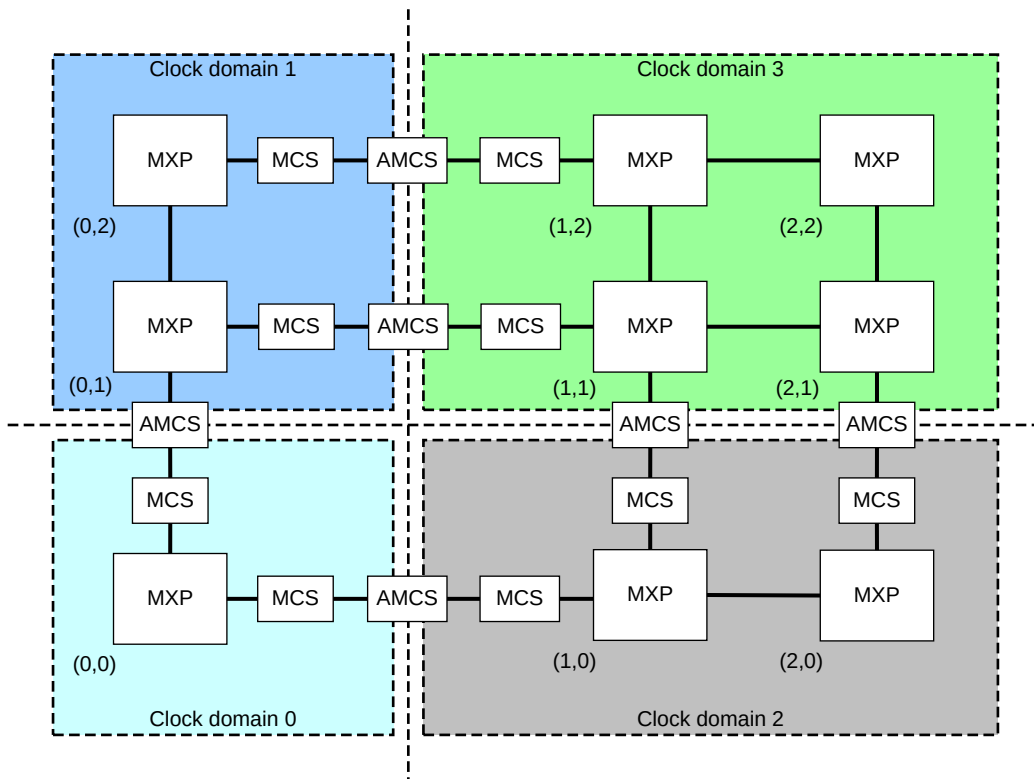 Clock domain 1
Clock domain 3
MXP
MCS
AMCS
MCS
MXP
MXP
(0,2)
(1,2)
(2,2)
MXP
MCS
AMCS
MCS
MXP
MXP
(0,1)
(1,1)
(2,1)
AMCS
AMCS
AMCS
MCS
MCS
MCS
MXP
MCS
AMCS
MCS
MXP
MXP
(0,0)
(1,0)
(2,0)
Clock domain 0
Clock domain 2